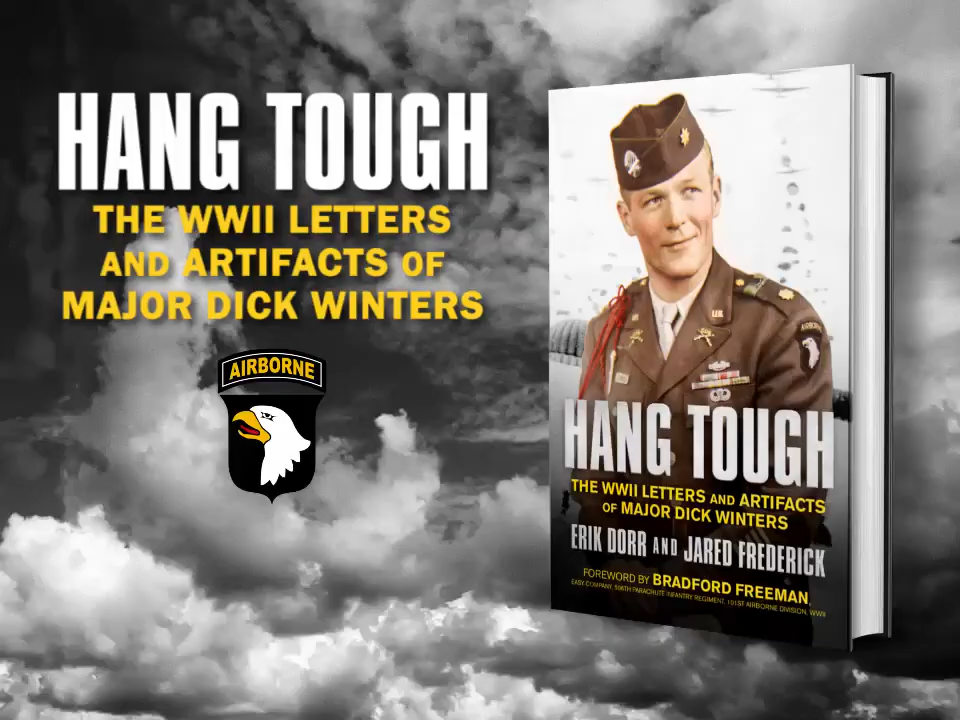 HANG TOUGH
THE WWII LETTERS
AND ARTIFACTS OF
MAJOR DICK WINTERS
AIRBORNE
U.S.
AIRBORNE
HANG TOUGH
THE WWII LETTERS AND ARTIFACTS
OF MAJOR DICK WINTERS
ERIK DORR AND JARED FREDERICK
FOREWORD BY BRADFORD FREEMAN,
EASY COMPANY, 506TH PARACHUTE INFANTRY REGIMENT, 101ST AIRBORNE DIVISION, WWII